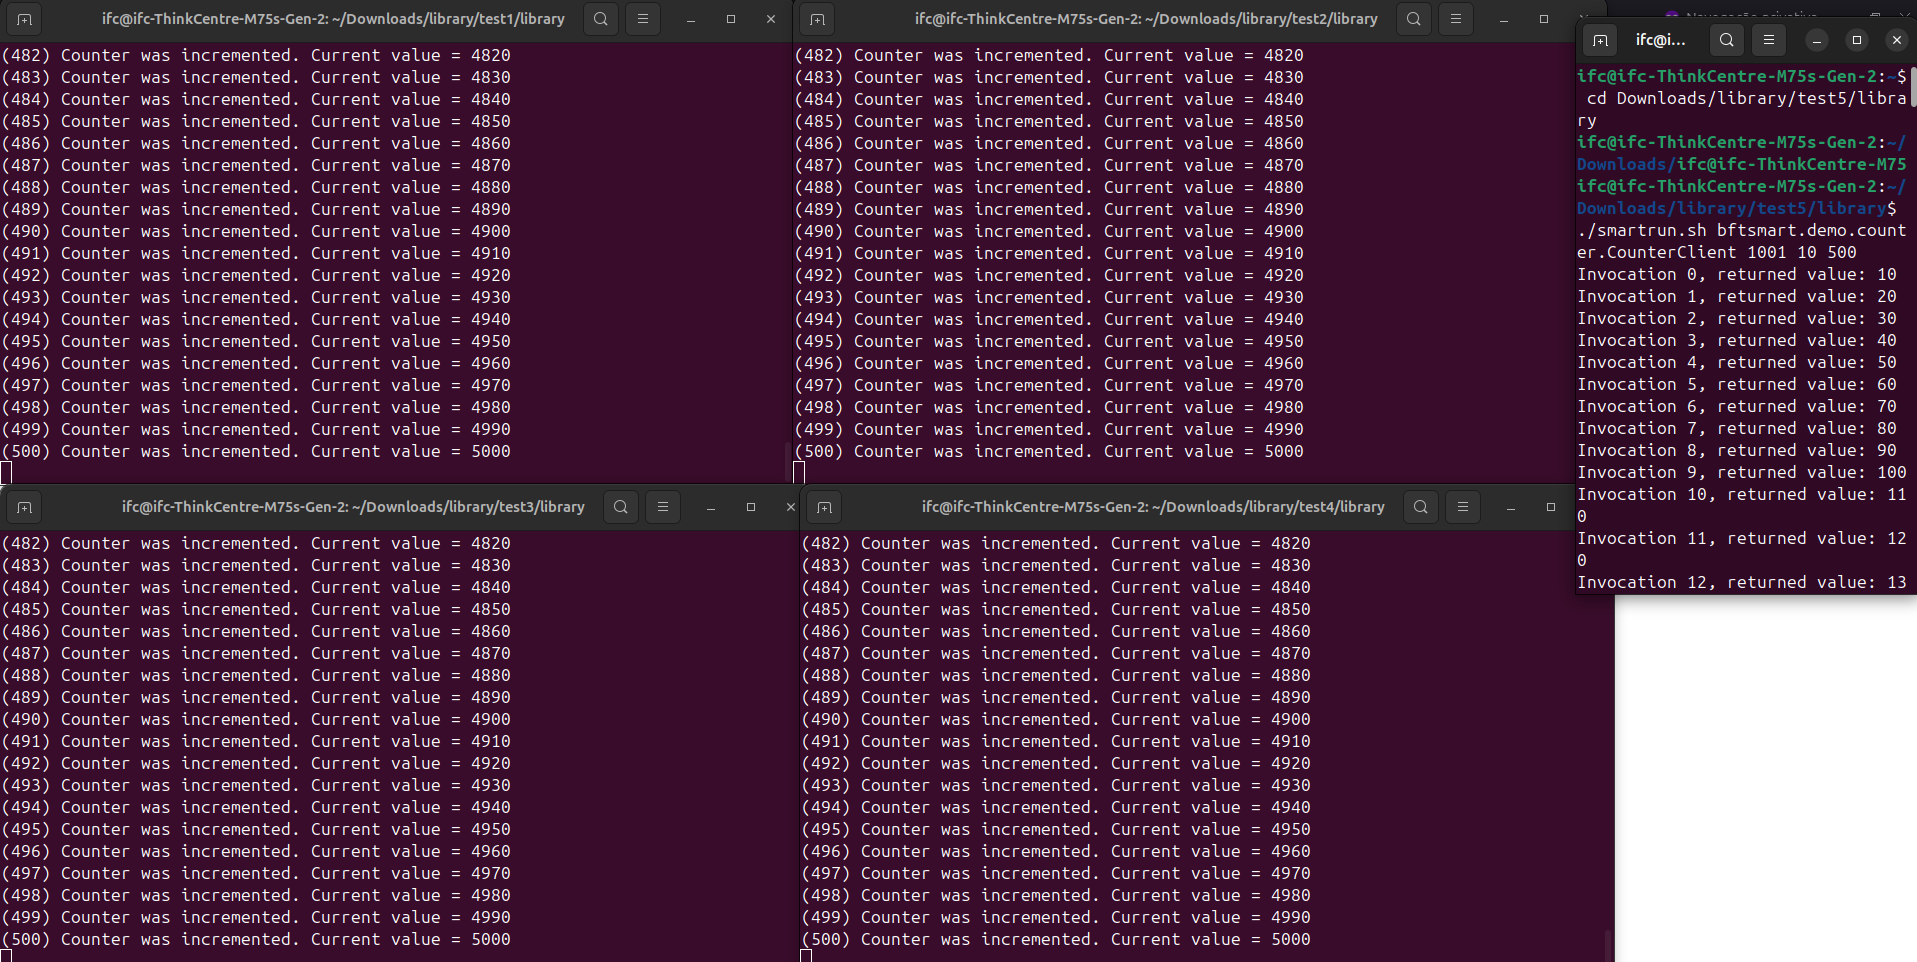 ifc@ifc-ThinkCentre-M75s-Gen-2: ~/Downloads/library/test1/library
(482) Counter was incremented. Current value = 4820
(483) Counter was incremented. Current value = 4830
(484) Counter was incremented. Current value = 4840
(485) Counter was incremented. Current value = 4850
(486) Counter was incremented. Current value = 4860
(487) Counter was incremented. Current value = 4870
(488) Counter was incremented. Current value = 4880
(489) Counter was incremented. Current value = 4890
(490) Counter was incremented. Current value = 4900
(491) Counter was incremented. Current value = 4910
(492) Counter was incremented. Current value = 4920
(493) Counter was incremented. Current value = 4930
(494) Counter was incremented. Current value = 4940
(495) Counter was incremented. Current value = 4950
(496) Counter was incremented. Current value = 4960
(497) Counter was incremented. Current value = 4970
(498) Counter was incremented. Current value = 4980
(499) Counter was incremented. Current value = 4990
(500) Counter was incremented. Current value = 5000
ifc@ifc-ThinkCentre-M75s-Gen-2: ~/Downloads/library/test2/library
(482) Counter was incremented. Current value = 4820
(483) Counter was incremented. Current value = 4830
(484) Counter was incremented. Current value = 4840
(485) Counter was incremented. Current value = 4850
(486) Counter was incremented. Current value = 4860
(487) Counter was incremented. Current value = 4870
(488) Counter was incremented. Current value = 4880
(489) Counter was incremented. Current value = 4890
(490) Counter was incremented. Current value = 4900
(491) Counter was incremented. Current value = 4910
(492) Counter was incremented. Current value = 4920
(493) Counter was incremented. Current value = 4930
(494) Counter was incremented. Current value = 4940
(495) Counter was incremented. Current value = 4950
(496) Counter was incremented. Current value = 4960
(497) Counter was incremented. Current value = 4970
(498) Counter was incremented. Current value = 4980
(499) Counter was incremented. Current value = 4990
(500) Counter was incremented. Current value = 5000
ifc@i...
ifc@ifc-ThinkCentre-M75s-Gen-2:~$
cd Downloads/library/test5/libra
ry
ifc@ifc-ThinkCentre-M75s-Gen-2:~/
Downloads/ifc@ifc-ThinkCentre-M75
ifc@ifc-ThinkCentre-M75s-Gen-2:~/
Downloads/library/test5/library$
./smartrun.sh bftsmart.demo.count
er.CounterClient 1001 10 500
Invocation 0, returned value: 10
Invocation 1, returned value: 20
Invocation 2, returned value: 30
Invocation 3, returned value: 40
Invocation 4, returned value: 50
Invocation 5, returned value: 60
Invocation 6, returned value: 70
Invocation 7, returned value: 80
Invocation 8, returned value: 90
Invocation 9, returned value: 100
Invocation 10, returned value: 11
0
Invocation 11, returned value: 12
0
Invocation 12, returned value: 13
ifc@ifc-ThinkCentre-M75s-Gen-2: ~/Downloads/library/test3/library
(482) Counter was incremented. Current value = 4820
(483) Counter was incremented. Current value = 4830
(484) Counter was incremented. Current value = 4840
(485) Counter was incremented. Current value = 4850
(486) Counter was incremented. Current value = 4860
(487) Counter was incremented. Current value = 4870
(488) Counter was incremented. Current value = 4880
(489) Counter was incremented. Current value = 4890
(490) Counter was incremented. Current value = 4900
(491) Counter was incremented. Current value = 4910
(492) Counter was incremented. Current value = 4920
(493) Counter was incremented. Current value = 4930
(494) Counter was incremented. Current value = 4940
(495) Counter was incremented. Current value = 4950
(496) Counter was incremented. Current value = 4960
(497) Counter was incremented. Current value = 4970
(498) Counter was incremented. Current value = 4980
(499) Counter was incremented. Current value = 4990
(500) Counter was incremented. Current value = 5000
ifc@ifc-ThinkCentre-M75s-Gen-2: ~/Downloads/library/test4/library
(482) Counter was incremented. Current value = 4820
(483) Counter was incremented. Current value = 4830
(484) Counter was incremented. Current value = 4840
(485) Counter was incremented. Current value = 4850
(486) Counter was incremented. Current value = 4860
(487) Counter was incremented. Current value = 4870
(488) Counter was incremented. Current value = 4880
(489) Counter was incremented. Current value = 4890
(490) Counter was incremented. Current value = 4900
(491) Counter was incremented. Current value = 4910
(492) Counter was incremented. Current value = 4920
(493) Counter was incremented. Current value = 4930
(494) Counter was incremented. Current value = 4940
(495) Counter was incremented. Current value = 4950
(496) Counter was incremented. Current value = 4960
(497) Counter was incremented. Current value = 4970
(498) Counter was incremented. Current value = 4980
(499) Counter was incremented. Current value = 4990
(500) Counter was incremented. Current value = 5000